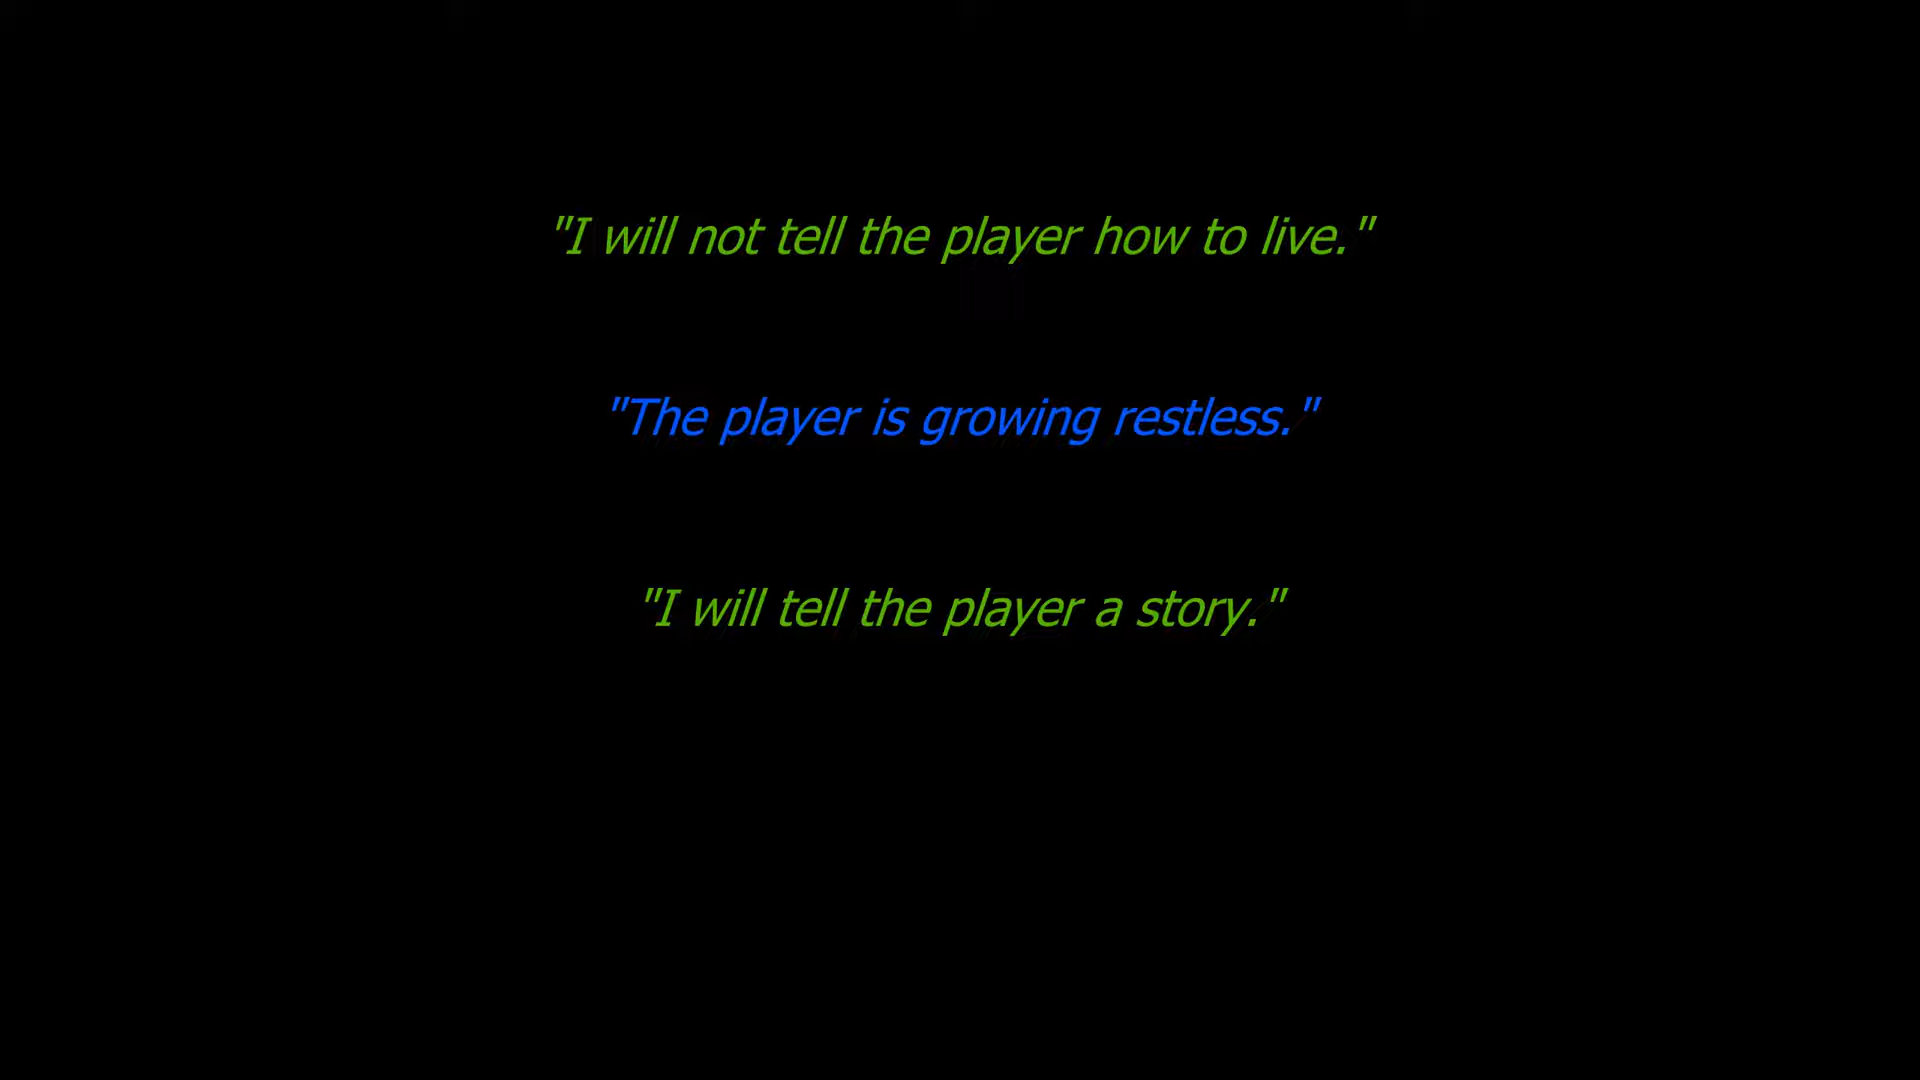 "I will not tell the player how to live."
"The player is growing restless."
"I will tell the player a story."